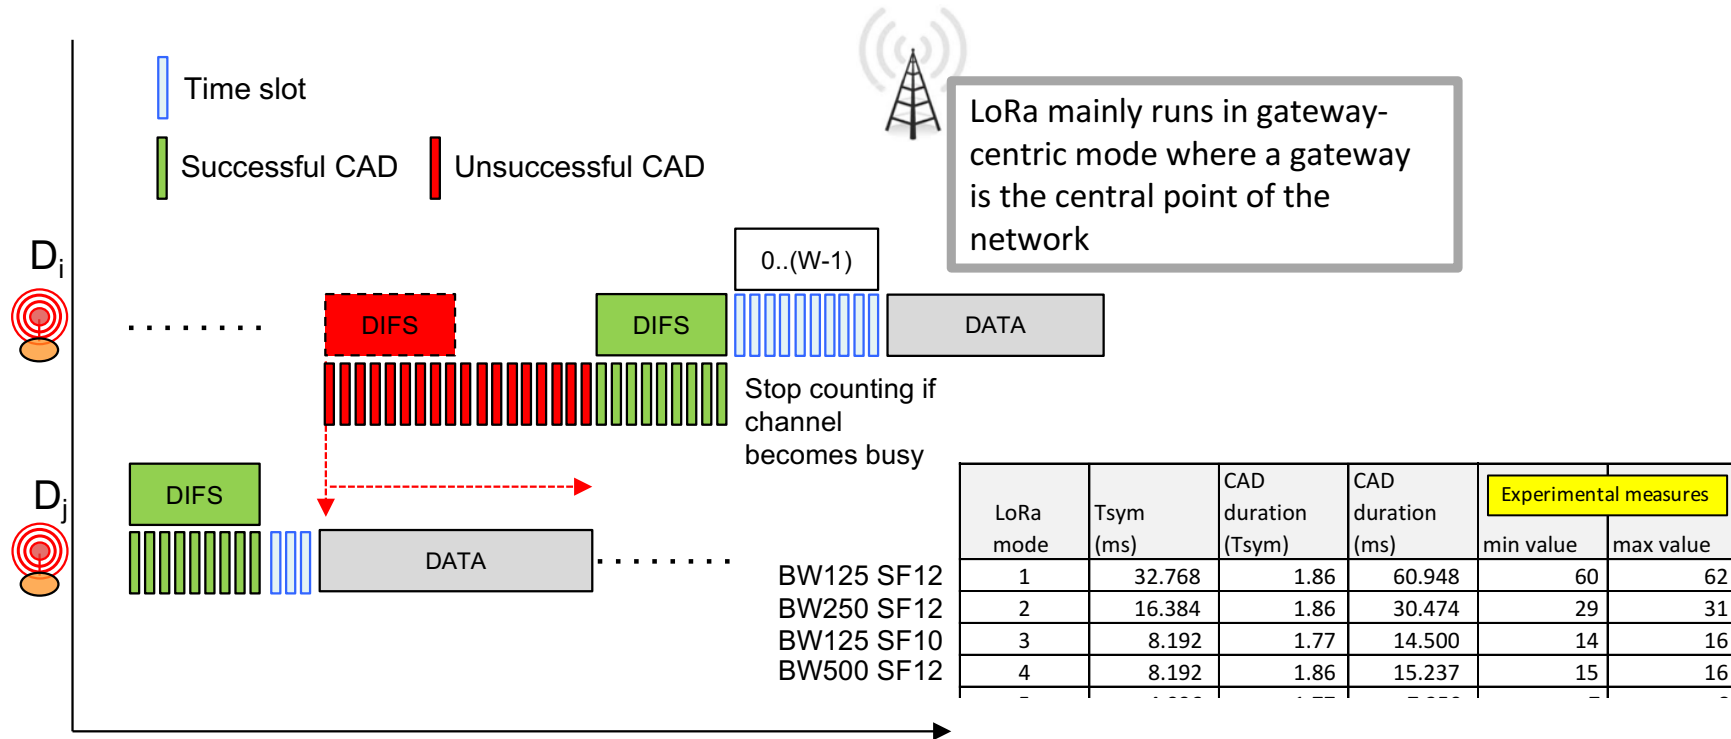 Time slot
Successful CAD
Unsuccessful CAD
LoRa mainly runs in gateway-
centric mode where a gateway
is the central point of the
network
Di
0..(W-1)
DIFS
DIFS
DATA
Stop counting if
channel
becomes busy
Dj
DIFS
DATA
LoRa mode Tsym (ms) CAD duration (Tsym) CAD duration (ms) Experimental measures min value max value
BW125 SF12 1 32.768 1.86 60.948 60 62
BW250 SF12 2 16.384 1.86 30.474 29 31
BW125 SF10 3 8.192 1.77 14.500 14 16
BW500 SF12 4 8.192 1.86 15.237 15 16